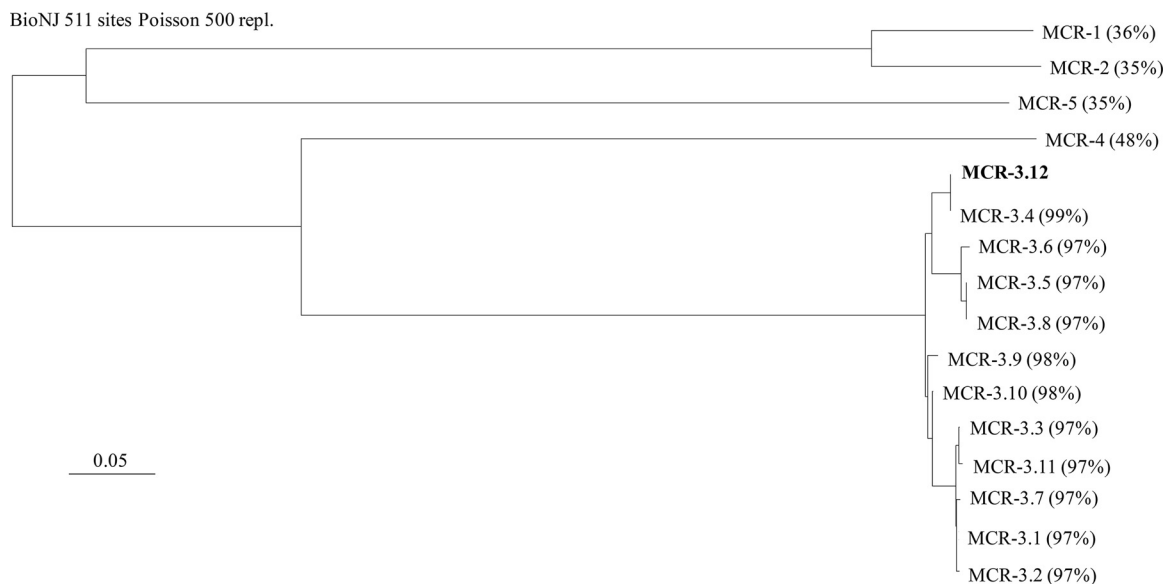 BioNJ 511 sites Poisson 500 repl.
MCR-1 (36%)
MCR-2 (35%)
MCR-5 (35%)
MCR-4 (48%)
MCR-3.12
MCR-3.4 (99%)
MCR-3.6 (97%)
MCR-3.5 (97%)
MCR-3.8 (97%)
MCR-3.9 (98%)
MCR-3.10 (98%)
MCR-3.3 (97%)
0.05
MCR-3.11 (97%)
MCR-3.7 (97%)
MCR-3.1 (97%)
MCR-3.2 (97%)